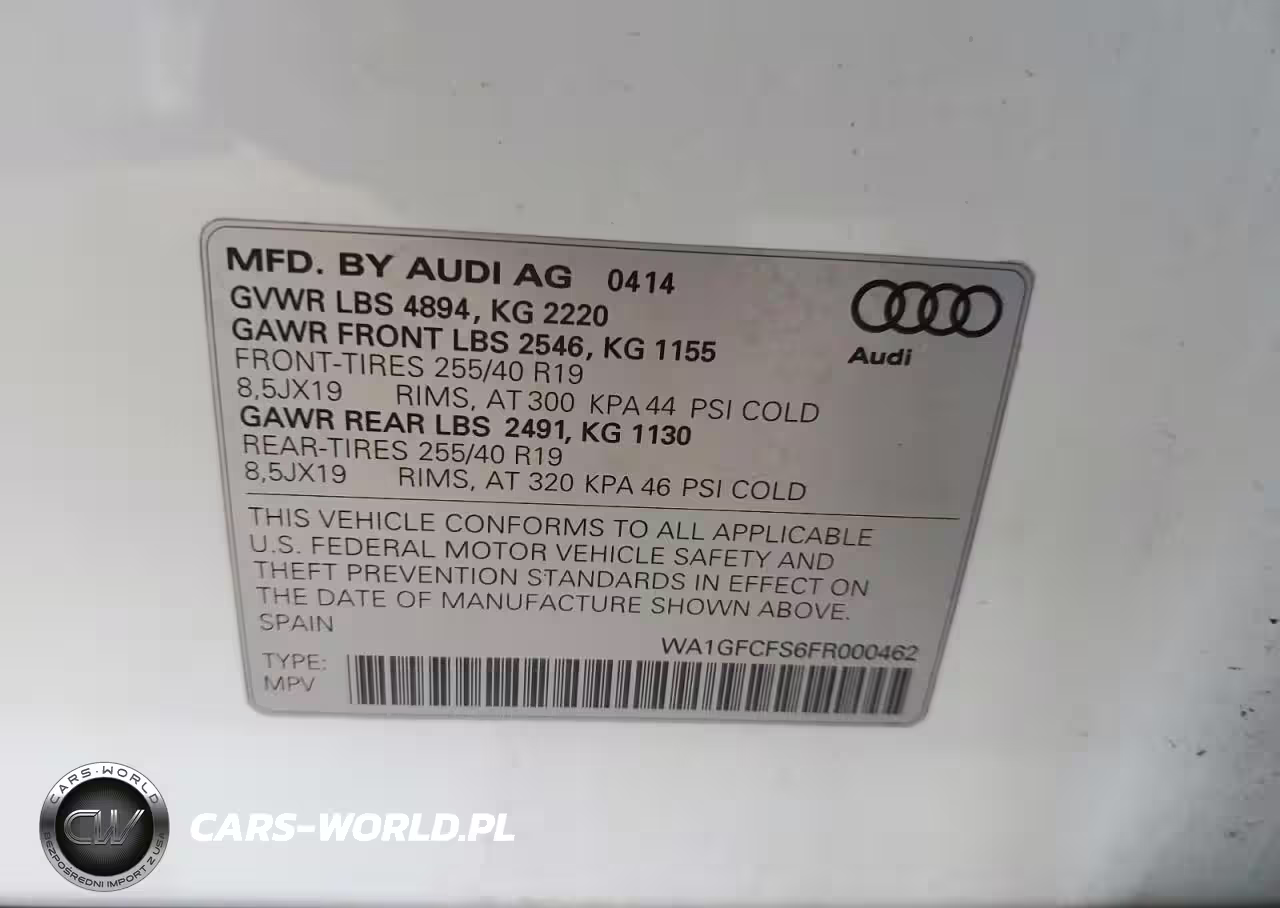 MFD. BY AUDI AG 0414
GVWR LBS 4894, KG 2220
GAWR FRONT LBS 2546, KG 1155
FRONT-TIRES 255/40 R19
8,5JX19 RIMS, AT 300 KPA 44 PSI COLD
GAWR REAR LBS 2491, KG 1130
REAR-TIRES 255/40 R19
8,5JX19 RIMS, AT 320 KPA 46 PSI COLD
Audi
THIS VEHICLE CONFORMS TO ALL APPLICABLE
U.S. FEDERAL MOTOR VEHICLE SAFETY AND
THEFT PREVENTION STANDARDS IN EFFECT ON
THE DATE OF MANUFACTURE SHOWN ABOVE.
SPAIN
WA1GFCFS6FR000462
TYPE:
MPV
CARS-WORLD
CW
BEZPOŚREDNI IMPORT Z USA
CARS-WORLD.PL